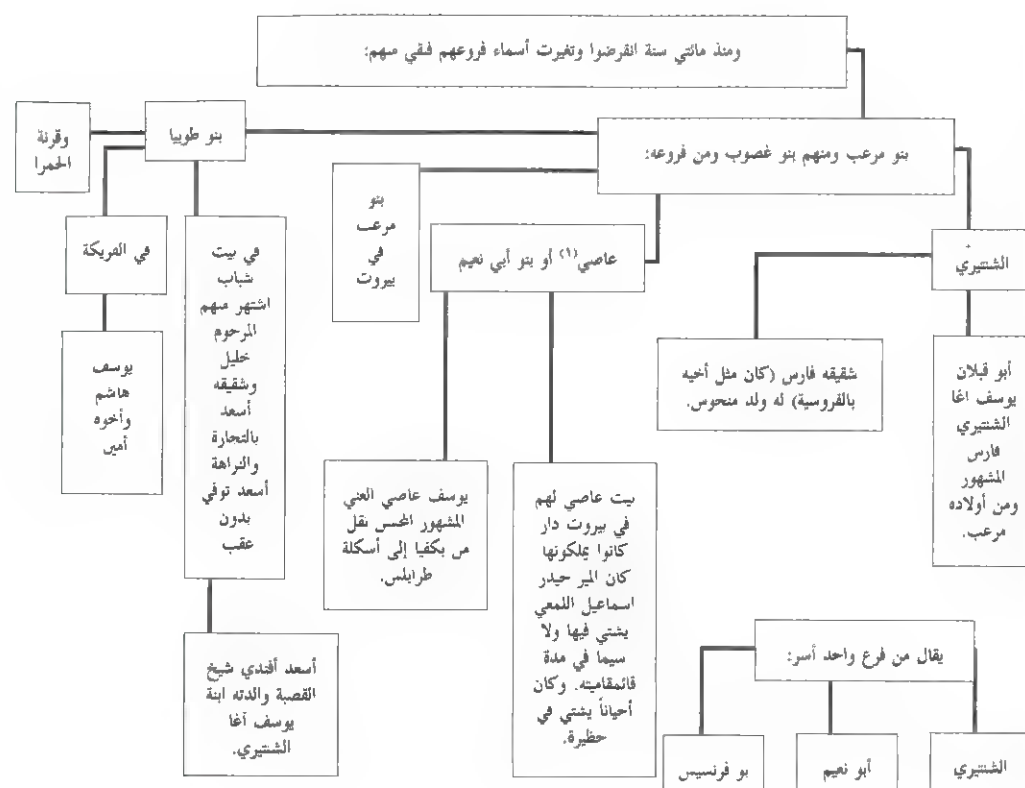 ومنذ مائتي سنة انقرضوا وتغيرت أسماء فروعهم فبقي منهم:
بنو مرعب ومنهم بنو غصوب ومن فروعه:
بنو طوبيا
وقرنة
الحمرا
بنو
مرعب
في
بيروت
عاصي(١) أو بنو أبي نعيم
الشنتيري
في الفريكة
في بيت
شباب
اشتهر منهم
المرحوم
خليل
وشقيقه
أسعد
بالتجارة
والنزاهة
أسعد توفي
بدون
عقب
يوسف
هاشم
وأخوه
أمين
شقيقه فارس (كان مثل أخيه
بالفروسية) له ولد منحوس.
أبو قبلان
يوسف اغا
الشنتيري
فارس
المشهور
ومن أولاده
مرعب.
يوسف عاصي الغني
المشهور المحسن نقل
من بكفيا إلى أسكلة
طرابلس.
بيت عاصي لهم
في بيروت دار
كانوا يملكونها
كان المير حيدر
اسماعيل اللمعي
يشتي فيها ولا
سيما في مدة
قائمقاميته. وكان
أحياناً يشتي في
حظيرة.
أسعد أفندي شيخ
القصبة والدته ابنة
يوسف آغا
الشنتيري.
يقال من فرع واحد أسر:
الشنتيري
أبو نعيم
بو فرنسيس